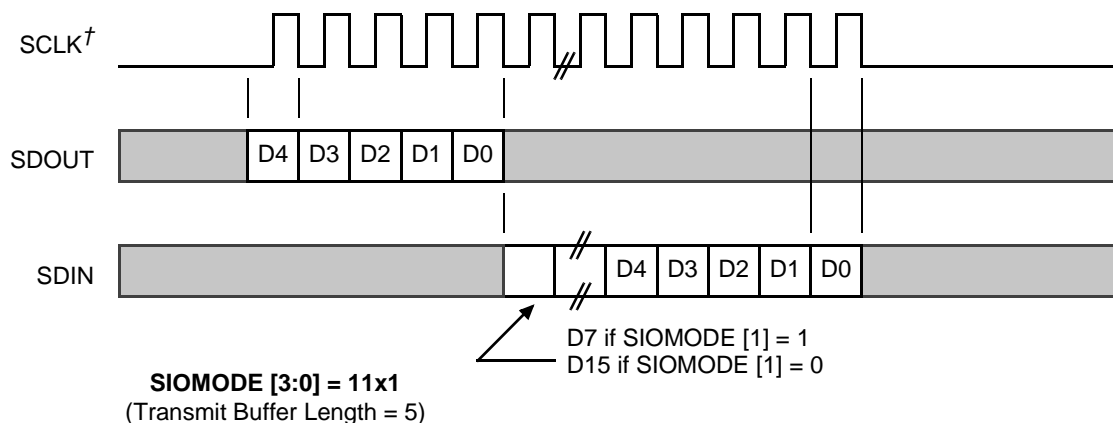 SCLK†
SDOUT
D4 D3 D2 D1 D0
SDIN
D4 D3 D2 D1 D0
D7 if SIOMODE [1] = 1
D15 if SIOMODE [1] = 0
SIOMODE [3:0] = 11x1
(Transmit Buffer Length = 5)